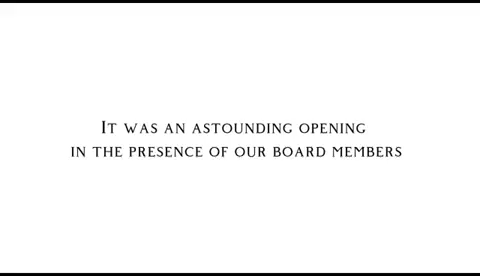 It was an astounding opening
in the presence of our board members